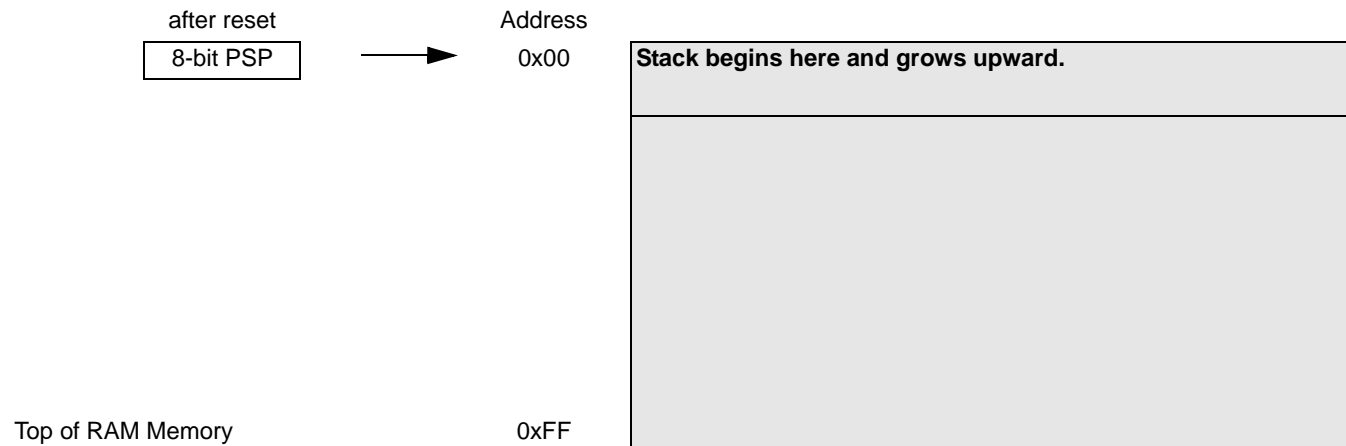 after reset Address
8-bit PSP 0x00 Stack begins here and grows upward.
Top of RAM Memory 0xFF